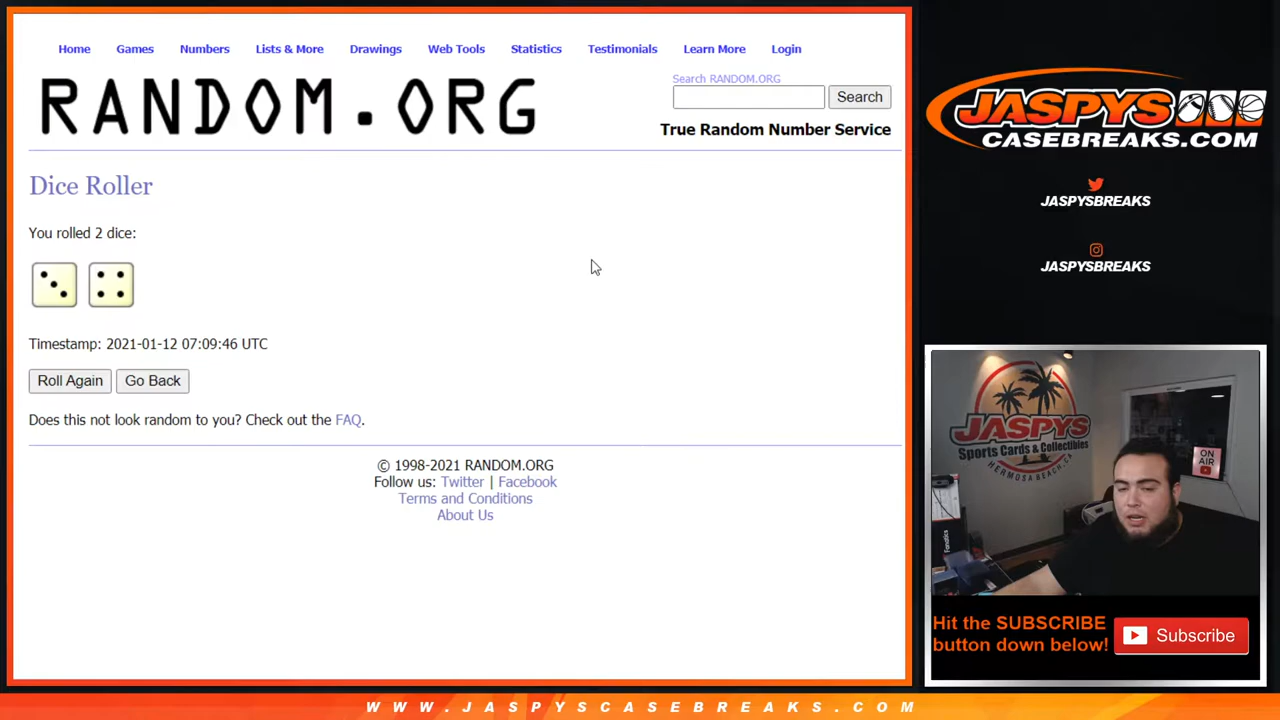 Home Games Numbers Lists & More Drawings Web Tools Statistics Testimonials Learn More Login
RANDOM.ORG
Search RANDOM.ORG
Search
True Random Number Service
Dice Roller
You rolled 2 dice:
Timestamp: 2021-01-12 07:09:46 UTC
Roll Again Go Back
Does this not look random to you? Check out the FAQ.
© 1998-2021 RANDOM.ORG
Follow us: Twitter | Facebook
Terms and Conditions
About Us
JASPYS
CASEBREAKS.COM
JASPYSBREAKS
JASPYSBREAKS
JASPYS
Sports Cards & Collectibles
HERMOSA BEACH, CA
ON
AIR
Fanatics
Hit the SUBSCRIBE
button down below!
Subscribe
WWW.JASPYSCASEBREAKS.COM